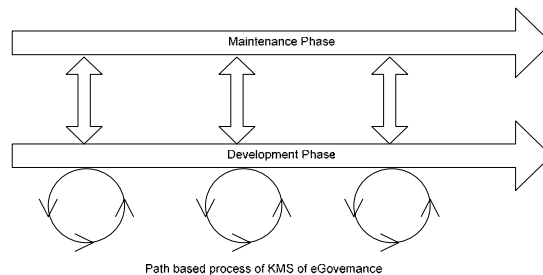 Maintenance Phase
Development Phase
Path based process of KMS of eGovernance